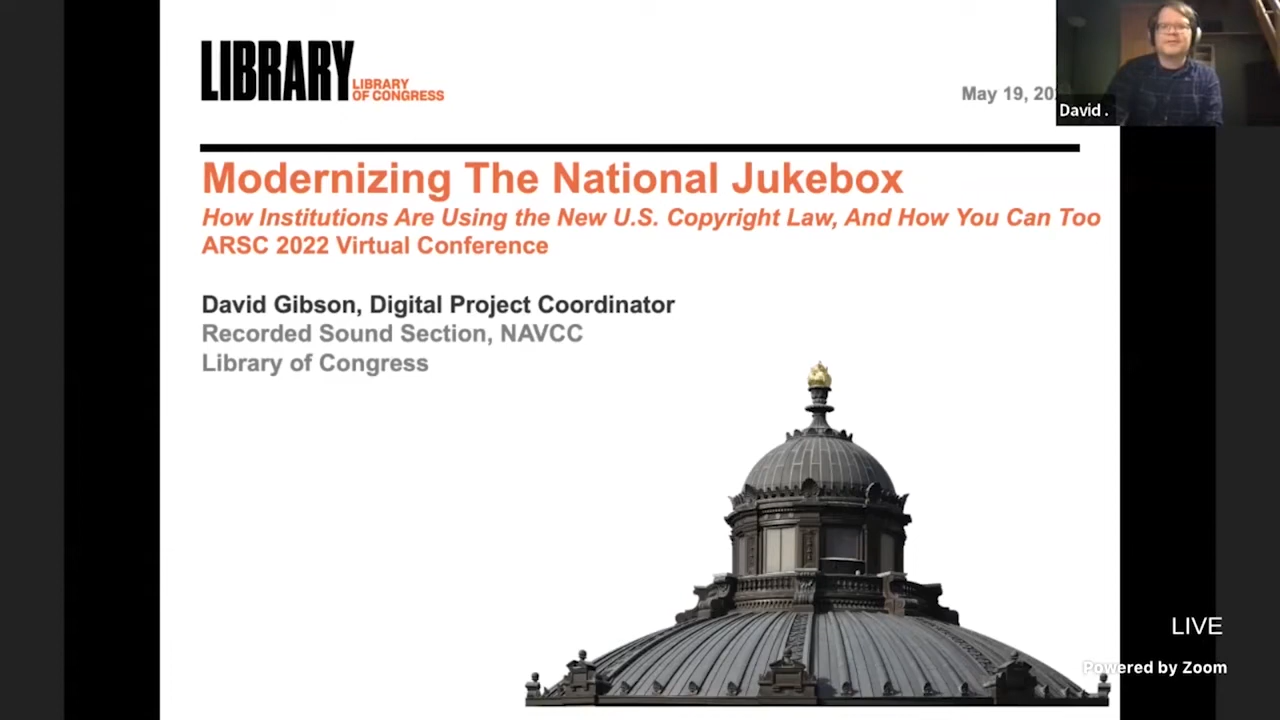 LIBRARY
LIBRARY
OF CONGRESS
May 19, 
David .
Modernizing The National Jukebox
How Institutions Are Using the New U.S. Copyright Law, And How You Can Too
ARSC 2022 Virtual Conference
David Gibson, Digital Project Coordinator
Recorded Sound Section, NAVCC
Library of Congress
LIVE
Powered by Zoom